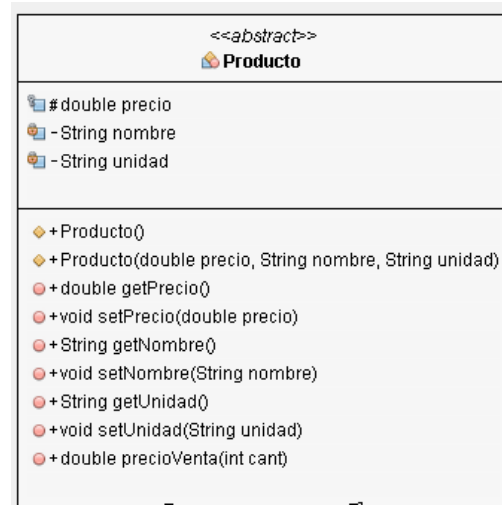 <<abstract>>
Producto
# double precio
- String nombre
- String unidad
+ Producto()
+ Producto(double precio, String nombre, String unidad)
+ double getPrecio()
+ void setPrecio(double precio)
+ String getNombre()
+ void setNombre(String nombre)
+ String getUnidad()
+ void setUnidad(String unidad)
+ double precioVenta(int cant)